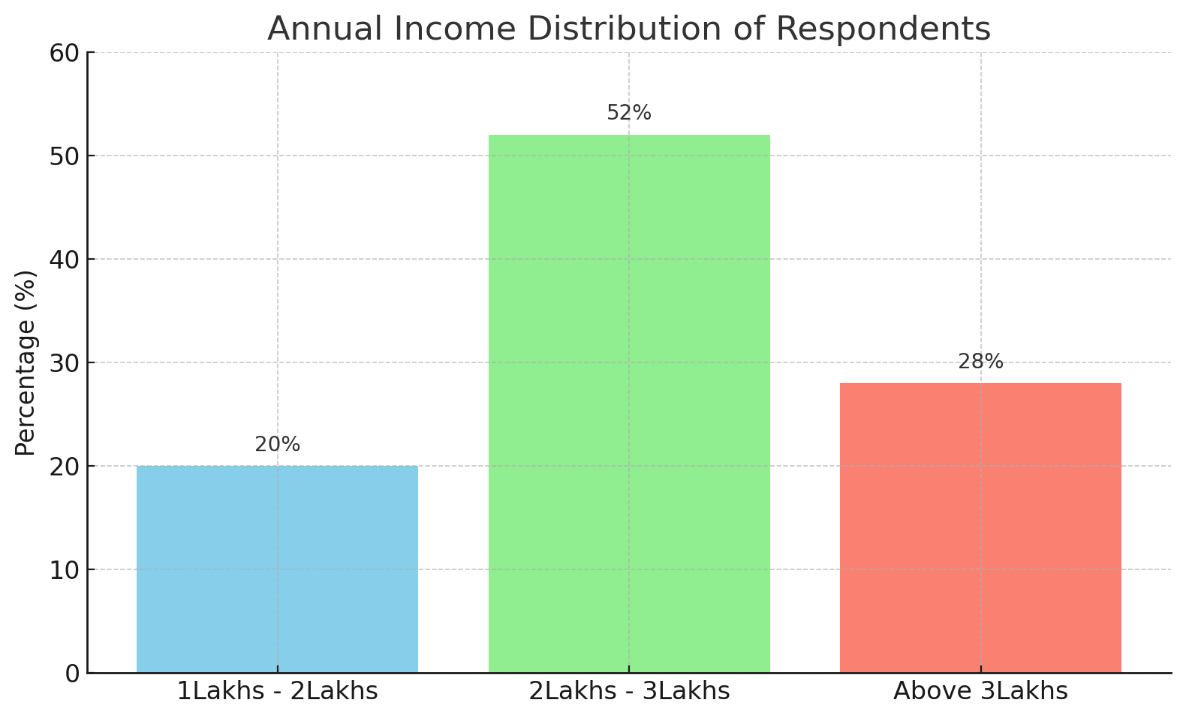 Annual Income Distribution of Respondents
60
50
40
30
20
10
0
Percentage (%)
20%
52%
28%
1Lakhs - 2Lakhs
2Lakhs - 3Lakhs
Above 3Lakhs